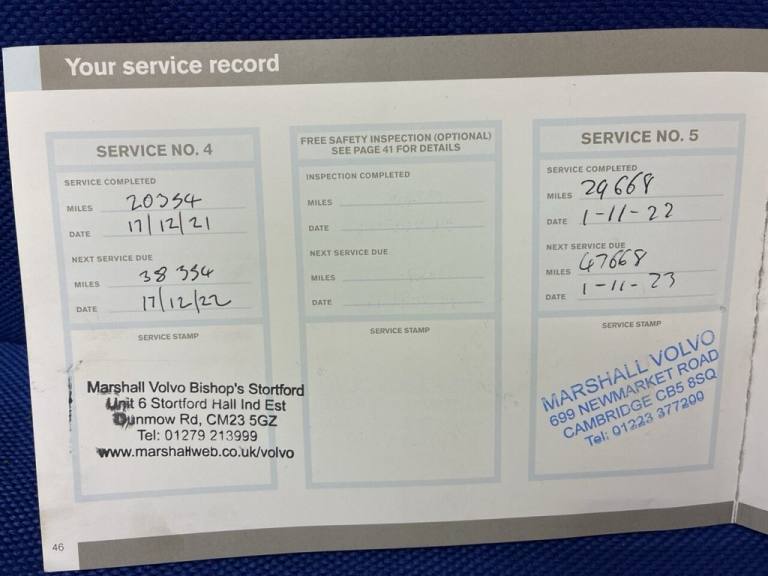 Your service record
SERVICE NO. 4
SERVICE COMPLETED
MILES 20354
DATE 17/12/21
NEXT SERVICE DUE
MILES 38354
DATE 17/12/22
SERVICE STAMP
Marshall Volvo Bishop's Stortford
Unit 6 Stortford Hall Ind Est
Dunmow Rd, CM23 5GZ
Tel: 01279 213999
www.marshallweb.co.uk/volvo
FREE SAFETY INSPECTION (OPTIONAL)
SEE PAGE 41 FOR DETAILS
INSPECTION COMPLETED
MILES
DATE
NEXT SERVICE DUE
MILES
DATE
SERVICE STAMP
SERVICE NO. 5
SERVICE COMPLETED
MILES 29668
DATE 1-11-22
NEXT SERVICE DUE
MILES 47668
DATE 1-11-23
SERVICE STAMP
MARSHALL VOLVO
699 NEWMARKET ROAD
CAMBRIDGE CB5 8SQ
Tel: 01223 377200
46